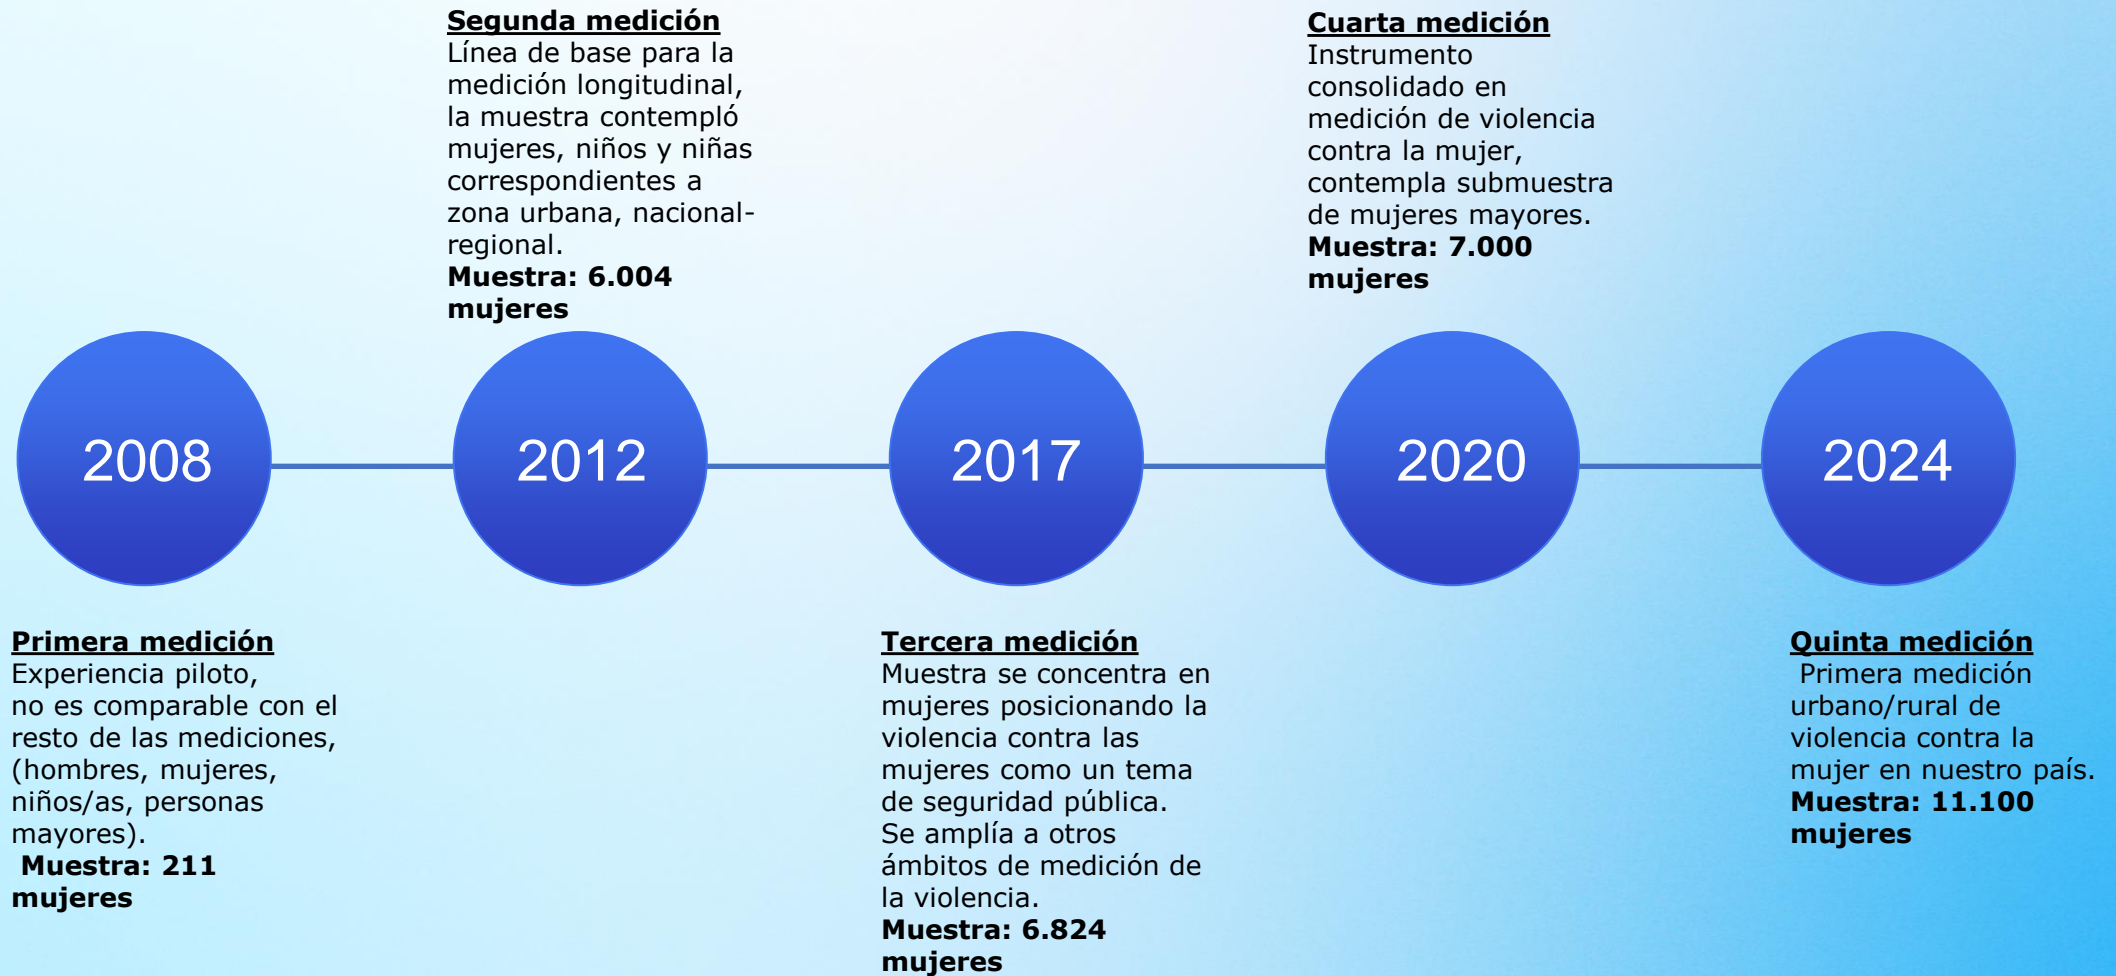 Segunda medición
Línea de base para la
medición longitudinal,
la muestra contempló
mujeres, niños y niñas
correspondientes a
zona urbana, nacional-
regional.
Muestra: 6.004
mujeres
Cuarta medición
Instrumento
consolidado en
medición de violencia
contra la mujer,
contempla submuestra
de mujeres mayores.
Muestra: 7.000
mujeres
2008
2012
2017
2020
2024
Primera medición
Experiencia piloto,
no es comparable con el
resto de las mediciones,
(hombres, mujeres,
niños/as, personas
mayores).
Muestra: 211
mujeres
Tercera medición
Muestra se concentra en
mujeres posicionando la
violencia contra las
mujeres como un tema
de seguridad pública.
Se amplía a otros
ámbitos de medición de
la violencia.
Muestra: 6.824
mujeres
Quinta medición
Primera medición
urbano/rural de
violencia contra la
mujer en nuestro país.
Muestra: 11.100
mujeres